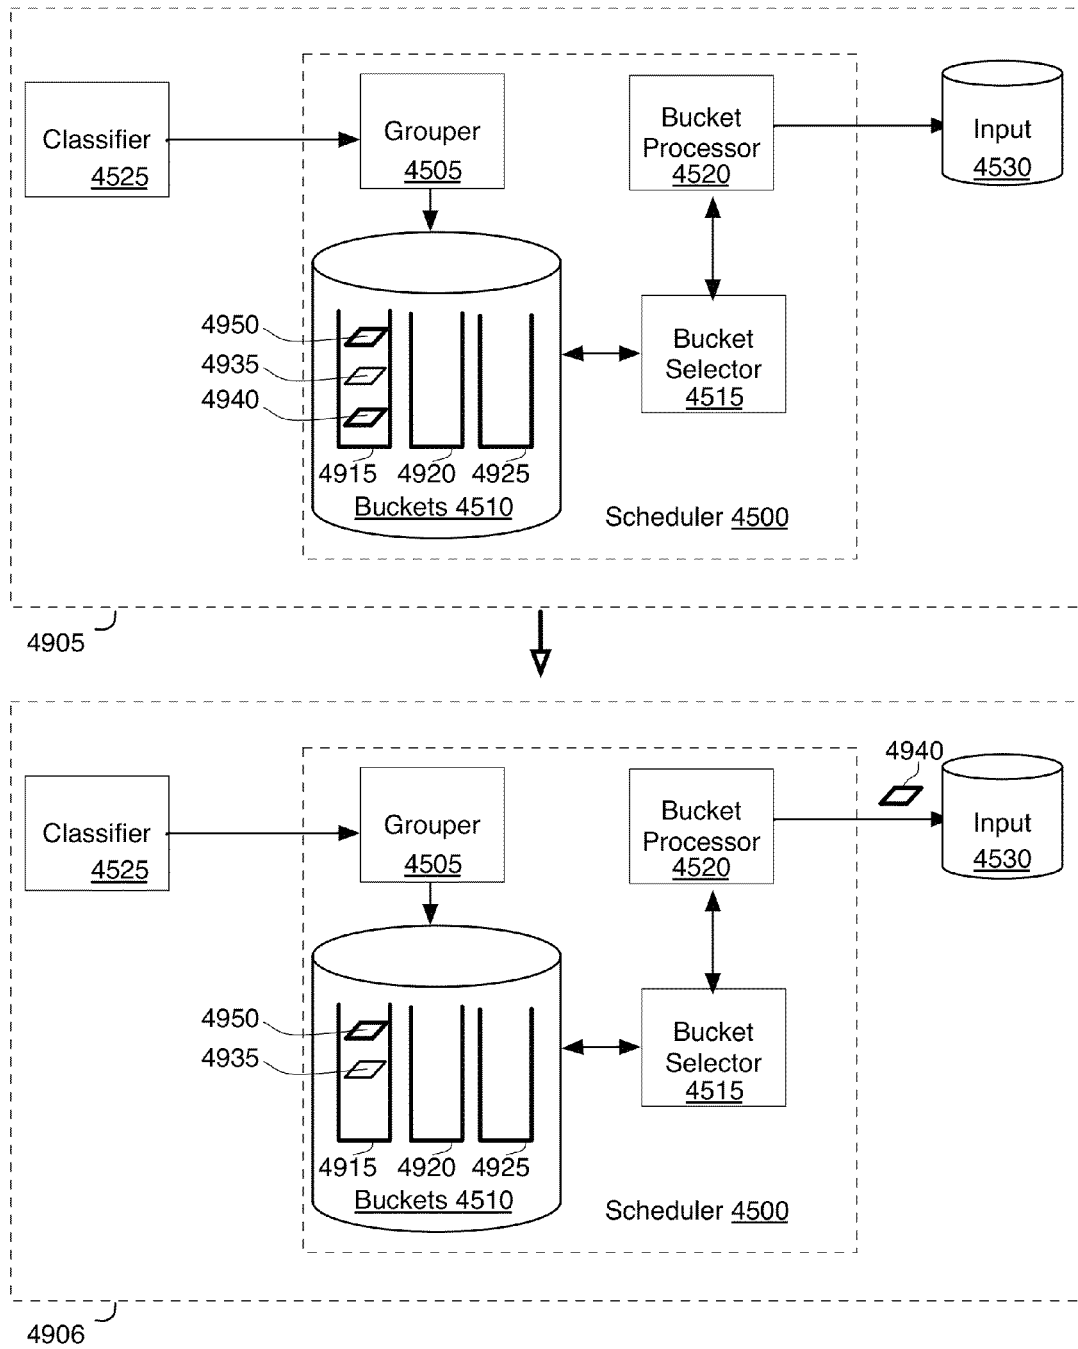 Classifier
4525
Grouper
4505
Bucket
Processor
4520
Input
4530
4950
4935
4940
Bucket
Selector
4515
4915
4920
4925
Buckets 4510
Scheduler 4500
4905
4940
Classifier
4525
Grouper
4505
Bucket
Processor
4520
Input
4530
4950
4935
Bucket
Selector
4515
4915
4920
4925
Buckets 4510
Scheduler 4500
4906